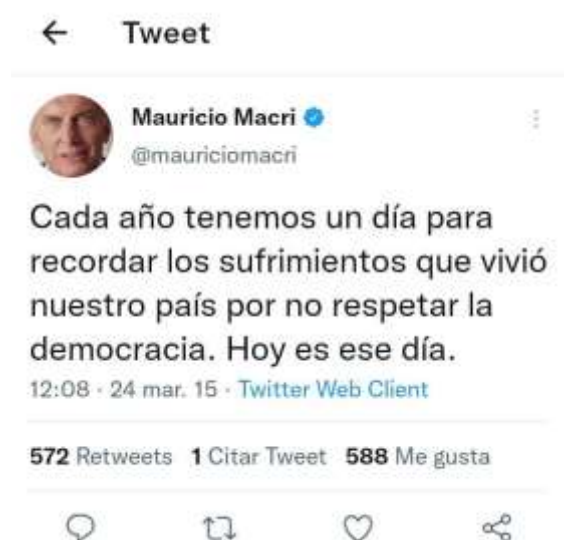 Tweet
Mauricio Macri
@mauriciomacri
Cada año tenemos un día para
recordar los sufrimientos que vivió
nuestro país por no respetar la
democracia. Hoy es ese día.
12:08 · 24 mar. 15 · Twitter Web Client
572 Retweets 1 Citar Tweet 588 Me gusta